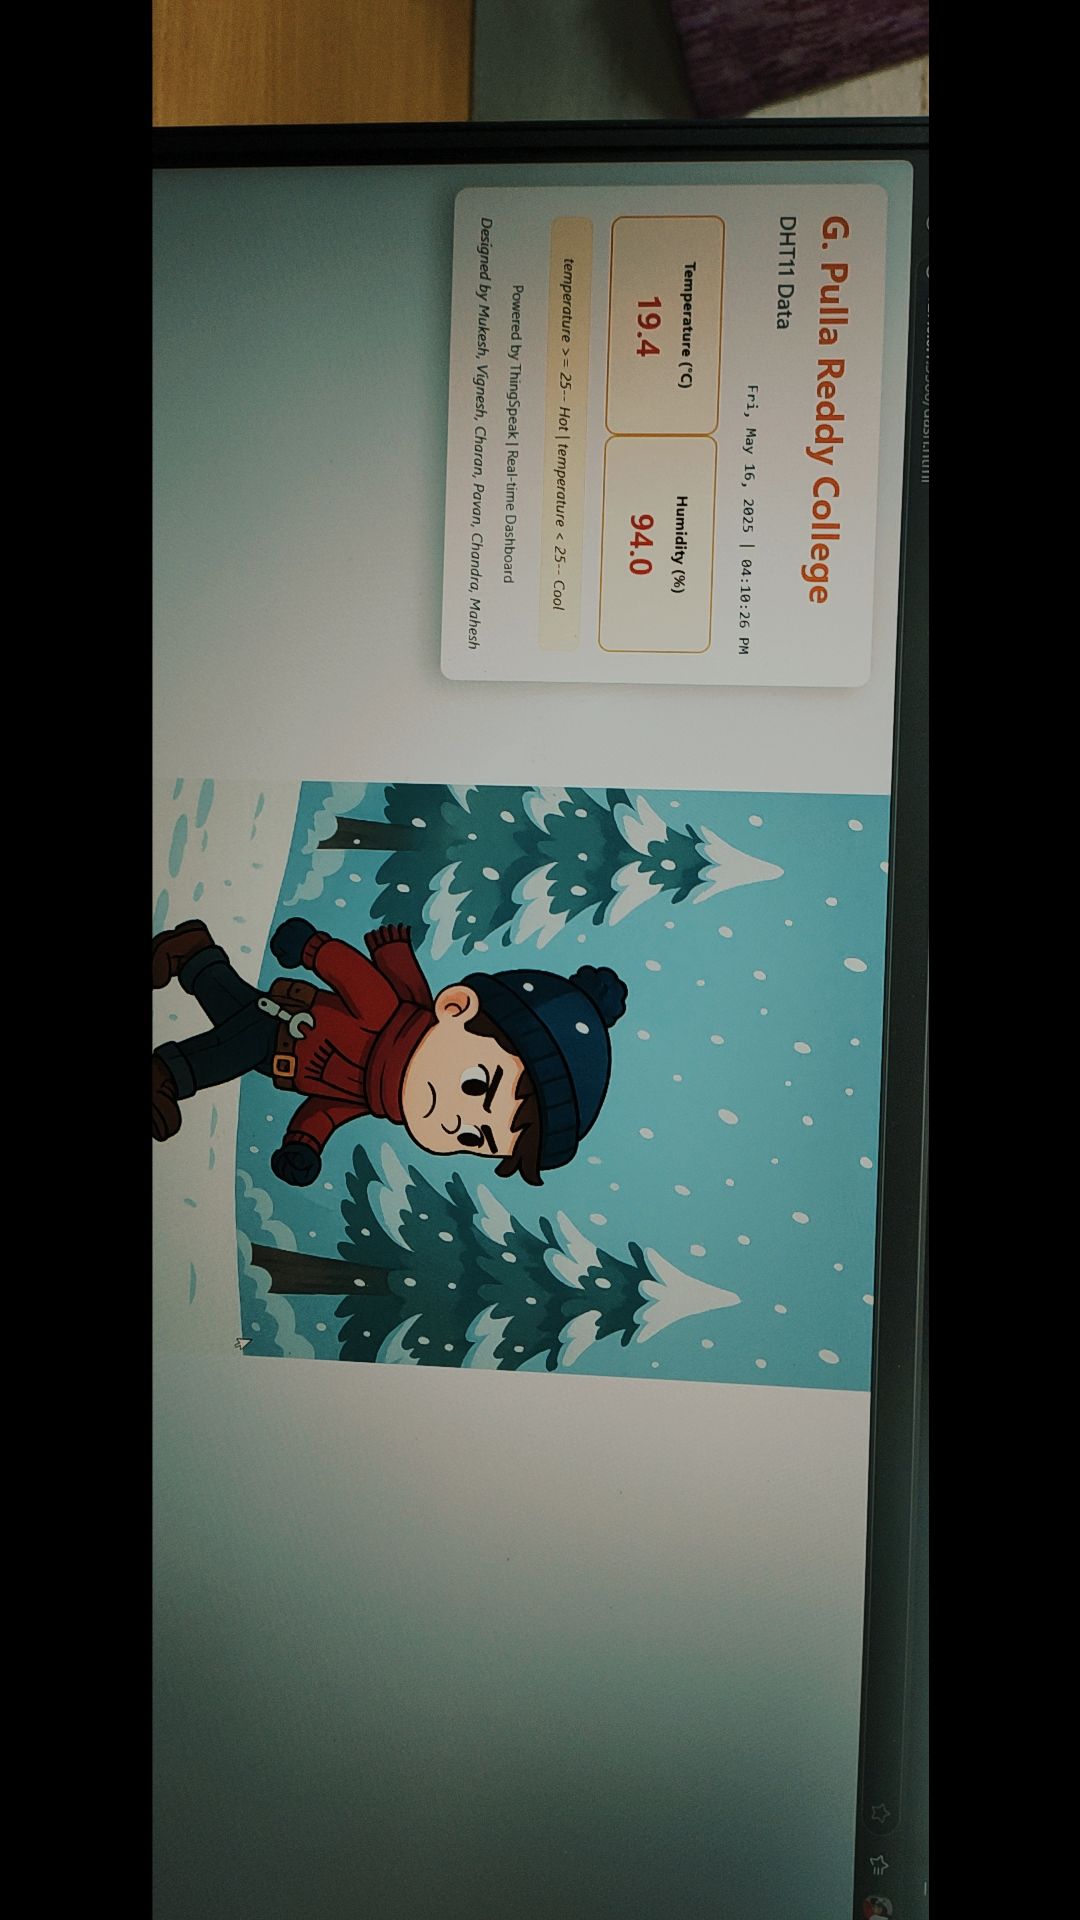 G. Pulla Reddy College
DHT11 Data
Fri, May 16, 2025 | 04:10:26 PM
Temperature (°C)
19.4
Humidity (%)
94.0
temperature >= 25-- Hot | temperature < 25-- Cool
Powered by ThingSpeak | Real-time Dashboard
Designed by Mukesh, Vignesh, Charan, Pavan, Chandra, Mahesh